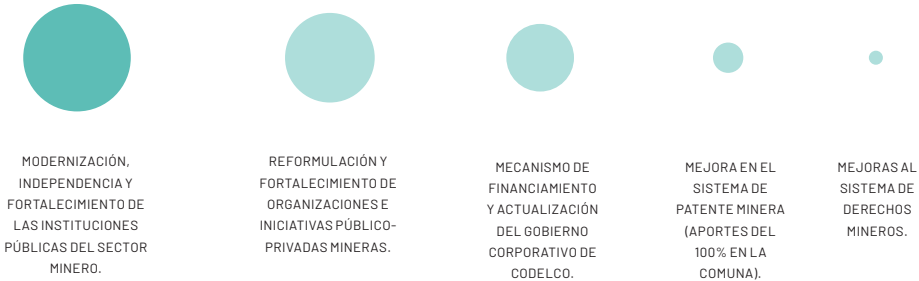 MODERNIZACIÓN,
INDEPENDENCIA Y
FORTALECIMIENTO DE
LAS INSTITUCIONES
PÚBLICAS DEL SECTOR
MINERO.
REFORMULACIÓN Y
FORTALECIMIENTO DE
ORGANIZACIONES E
INICIATIVAS PÚBLICO-
PRIVADAS MINERAS.
MECANISMO DE
FINANCIAMIENTO
Y ACTUALIZACIÓN
DEL GOBIERNO
CORPORATIVO DE
CODELCO.
MEJORA EN EL
SISTEMA DE
PATENTE MINERA
(APORTES DEL
100% EN LA
COMUNA).
MEJORAS AL
SISTEMA DE
DERECHOS
MINEROS.